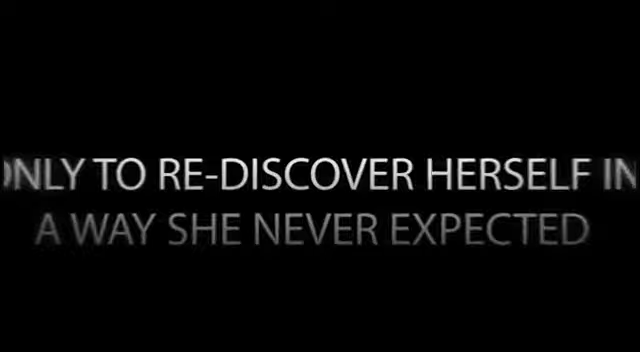 ONLY TO RE-DISCOVER HERSELF IN
A WAY SHE NEVER EXPECTED